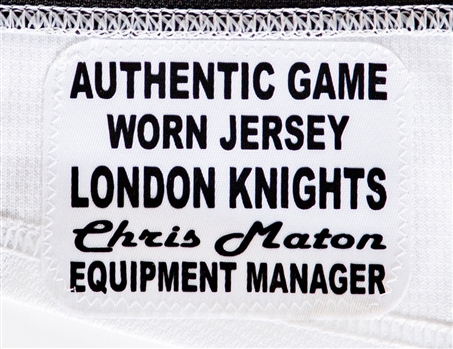 AUTHENTIC GAME
WORN JERSEY
LONDON KNIGHTS
Chris Maton
EQUIPMENT MANAGER